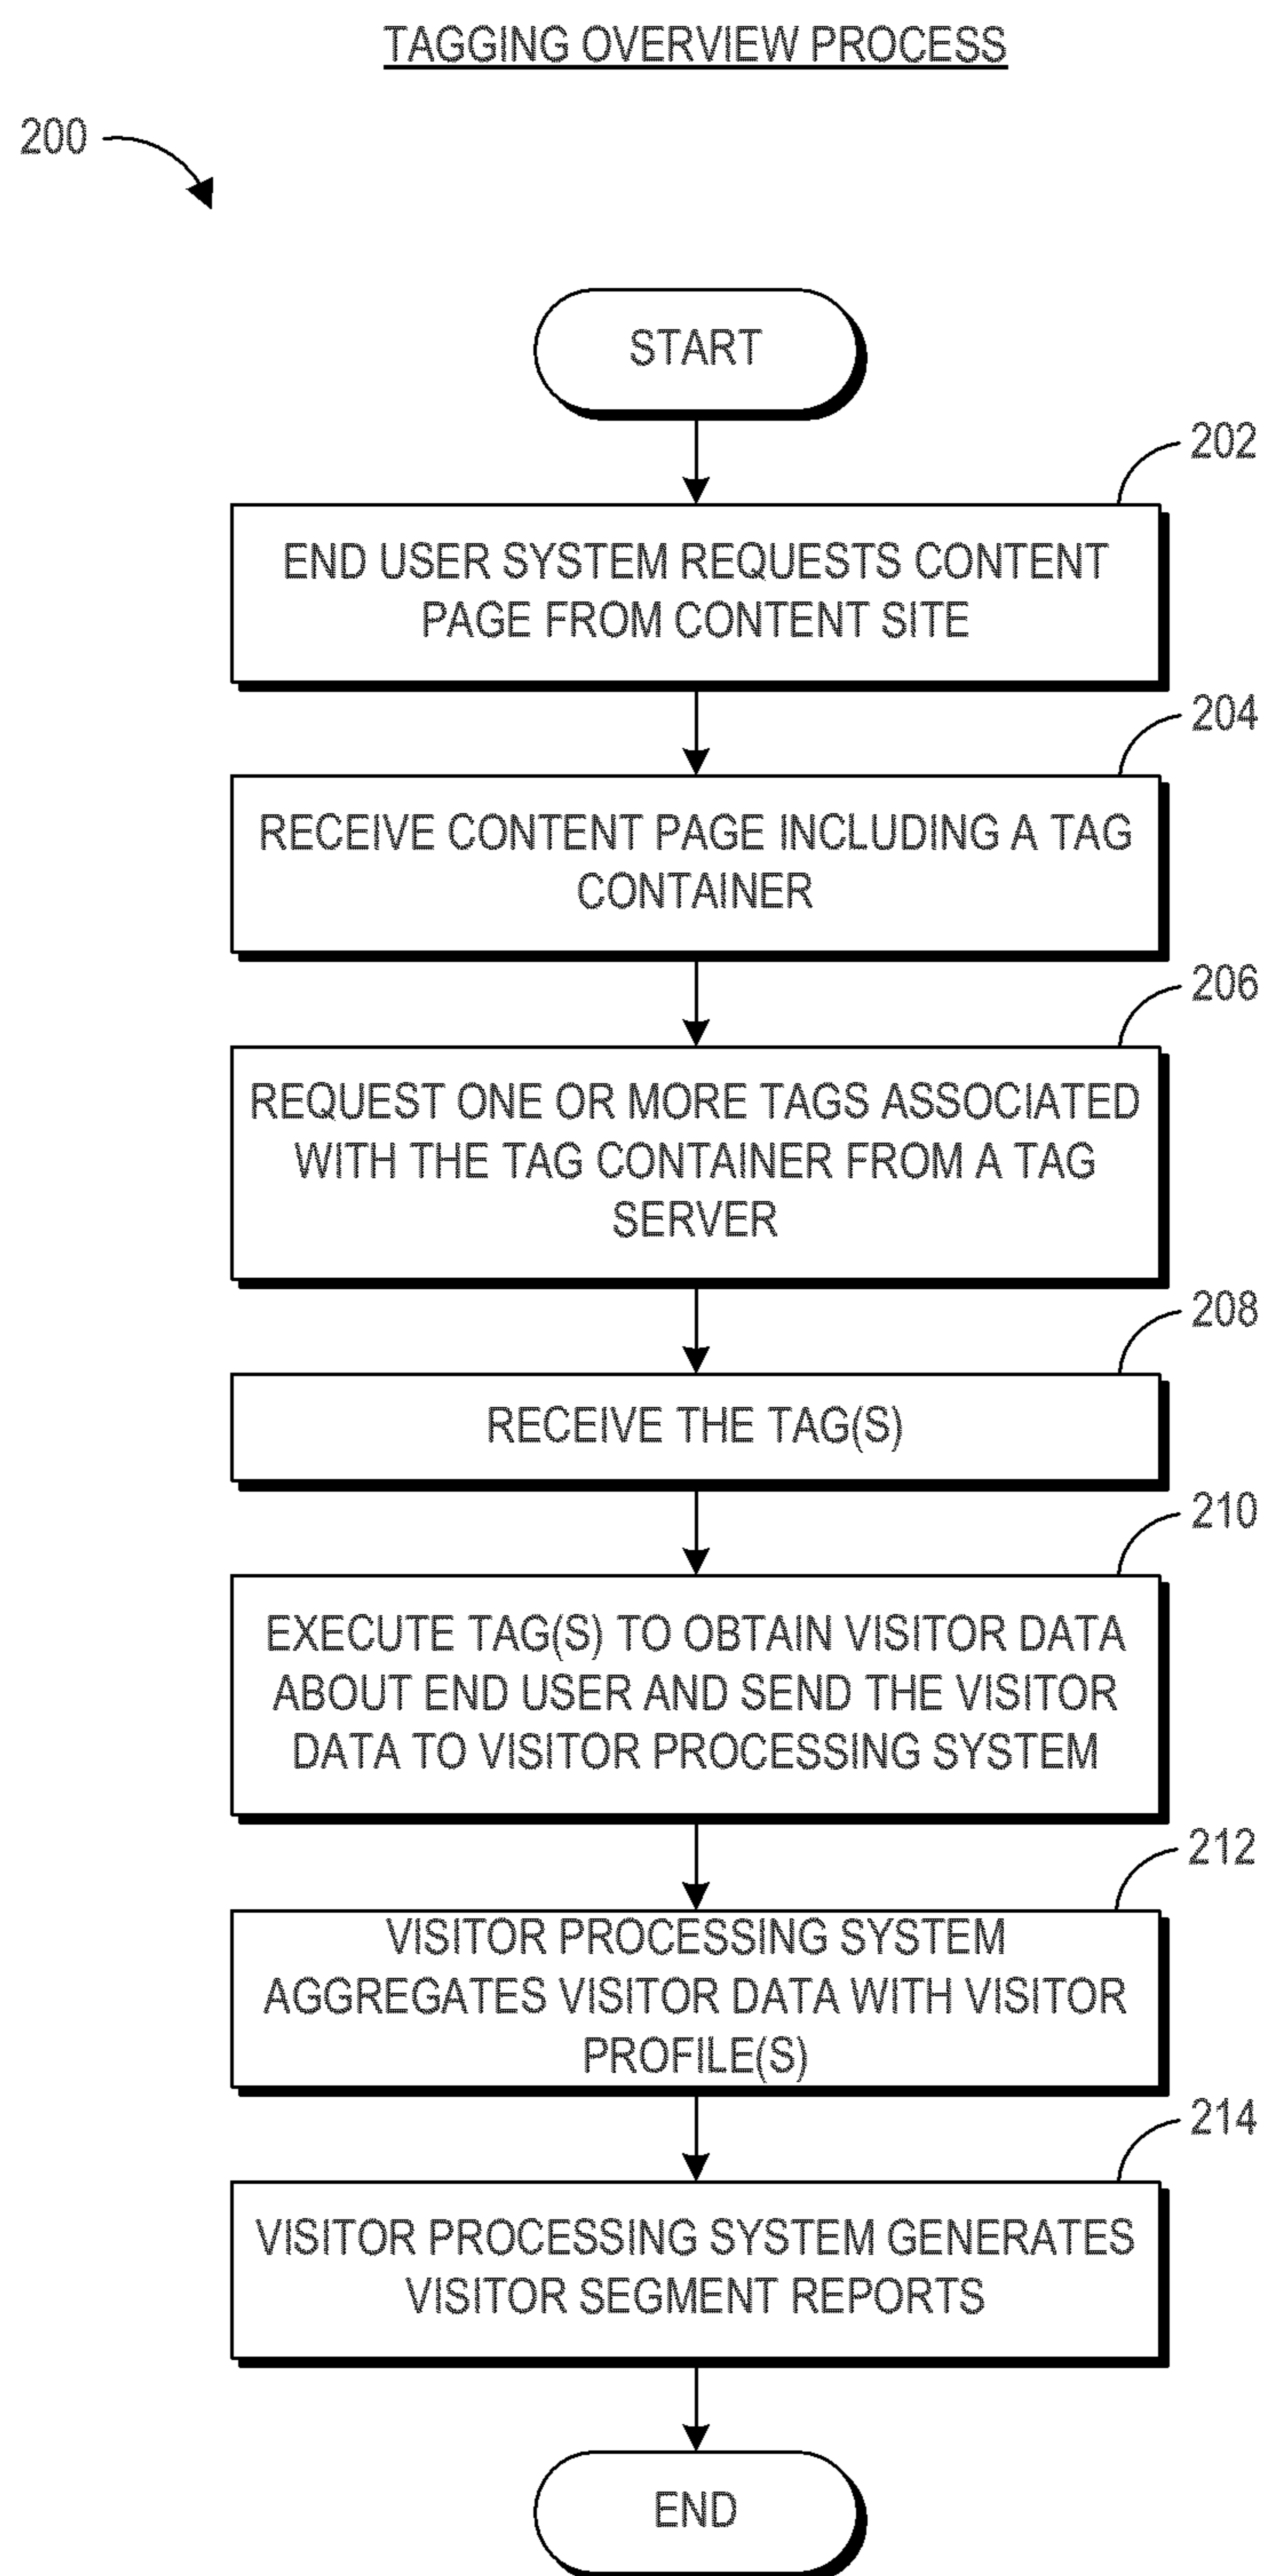 TAGGING OVERVIEW PROCESS
200
START
202
END USER SYSTEM REQUESTS CONTENT
PAGE FROM CONTENT SITE
204
RECEIVE CONTENT PAGE INCLUDING A TAG
CONTAINER
206
REQUEST ONE OR MORE TAGS ASSOCIATED
WITH THE TAG CONTAINER FROM A TAG
SERVER
208
RECEIVE THE TAG(S)
210
EXECUTE TAG(S) TO OBTAIN VISITOR DATA
ABOUT END USER AND SEND THE VISITOR
DATA TO VISITOR PROCESSING SYSTEM
212
VISITOR PROCESSING SYSTEM
AGGREGATES VISITOR DATA WITH VISITOR
PROFILE(S)
214
VISITOR PROCESSING SYSTEM GENERATES
VISITOR SEGMENT REPORTS
END